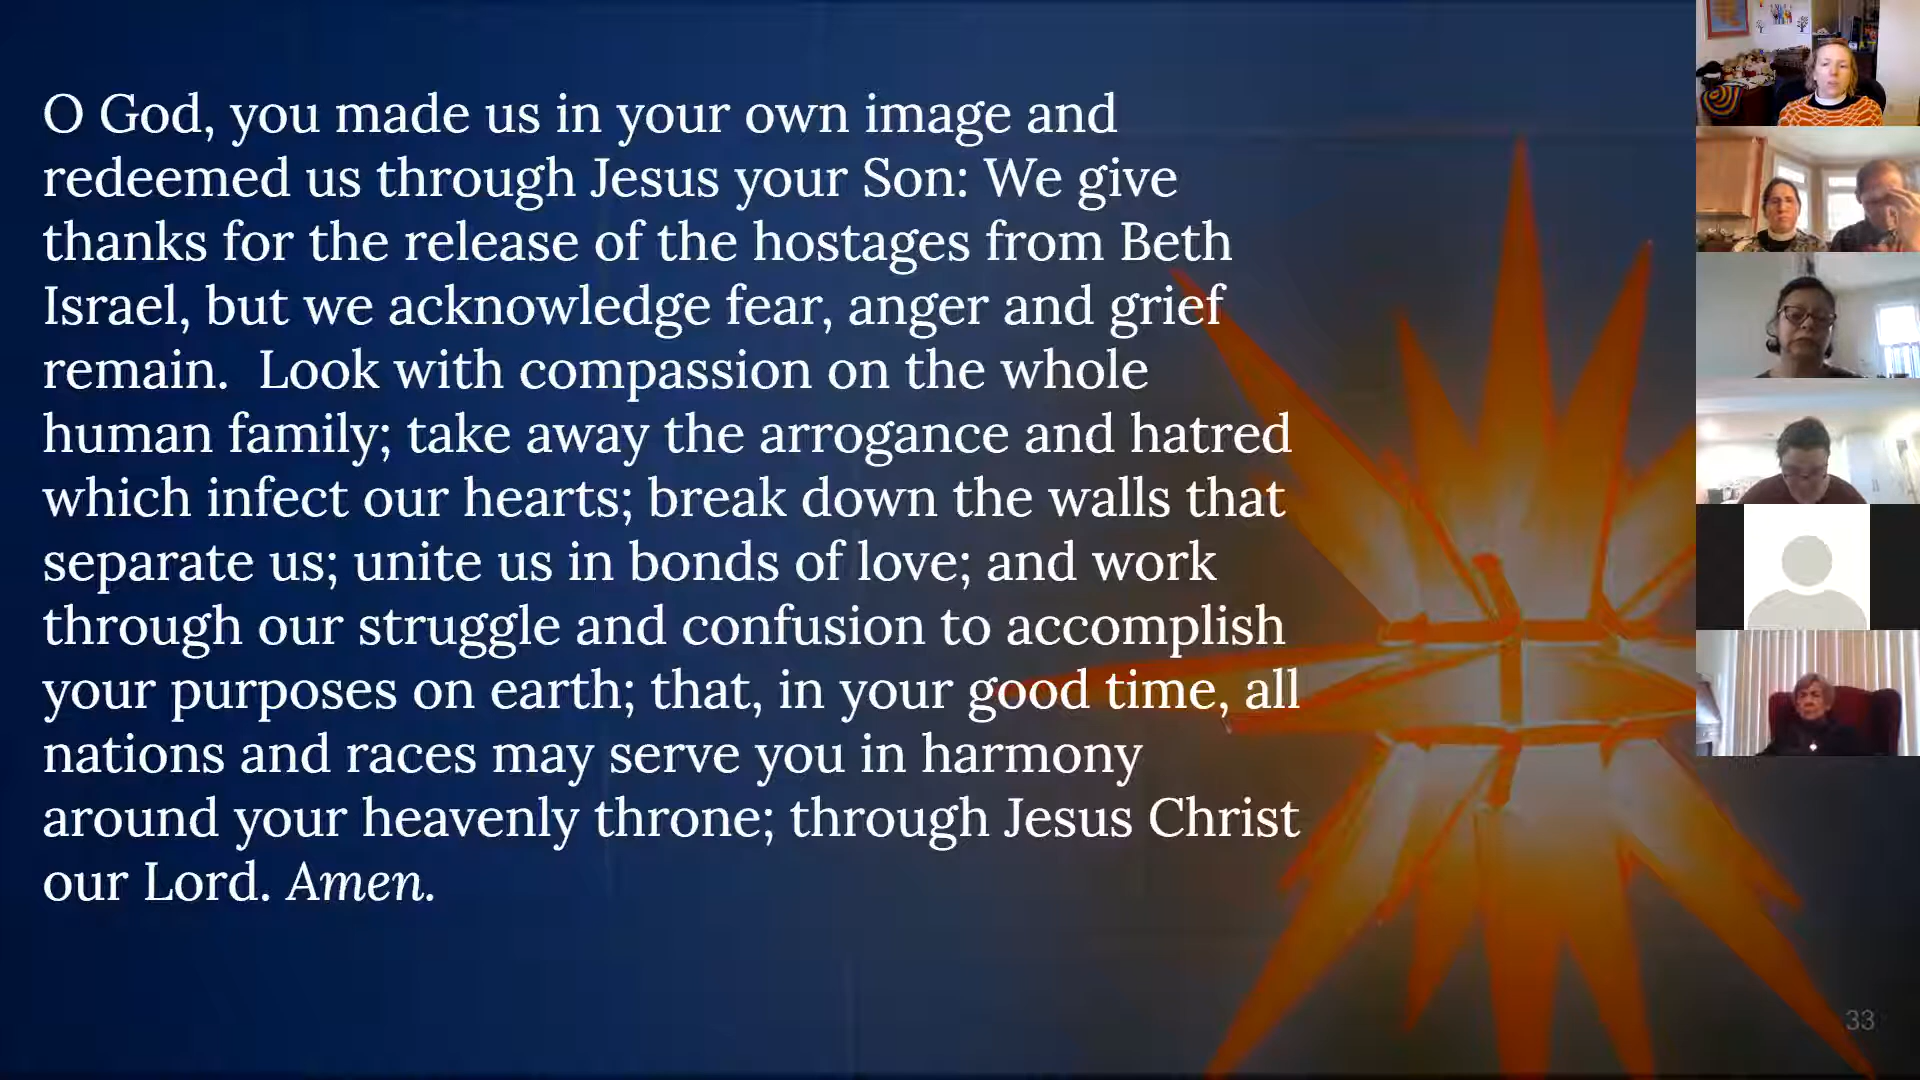 O God, you made us in your own image and
redeemed us through Jesus your Son: We give
thanks for the release of the hostages from Beth
Israel, but we acknowledge fear, anger and grief
remain.  Look with compassion on the whole
human family; take away the arrogance and hatred
which infect our hearts; break down the walls that
separate us; unite us in bonds of love; and work
through our struggle and confusion to accomplish
your purposes on earth; that, in your good time, all
nations and races may serve you in harmony
around your heavenly throne; through Jesus Christ
our Lord. Amen.
33